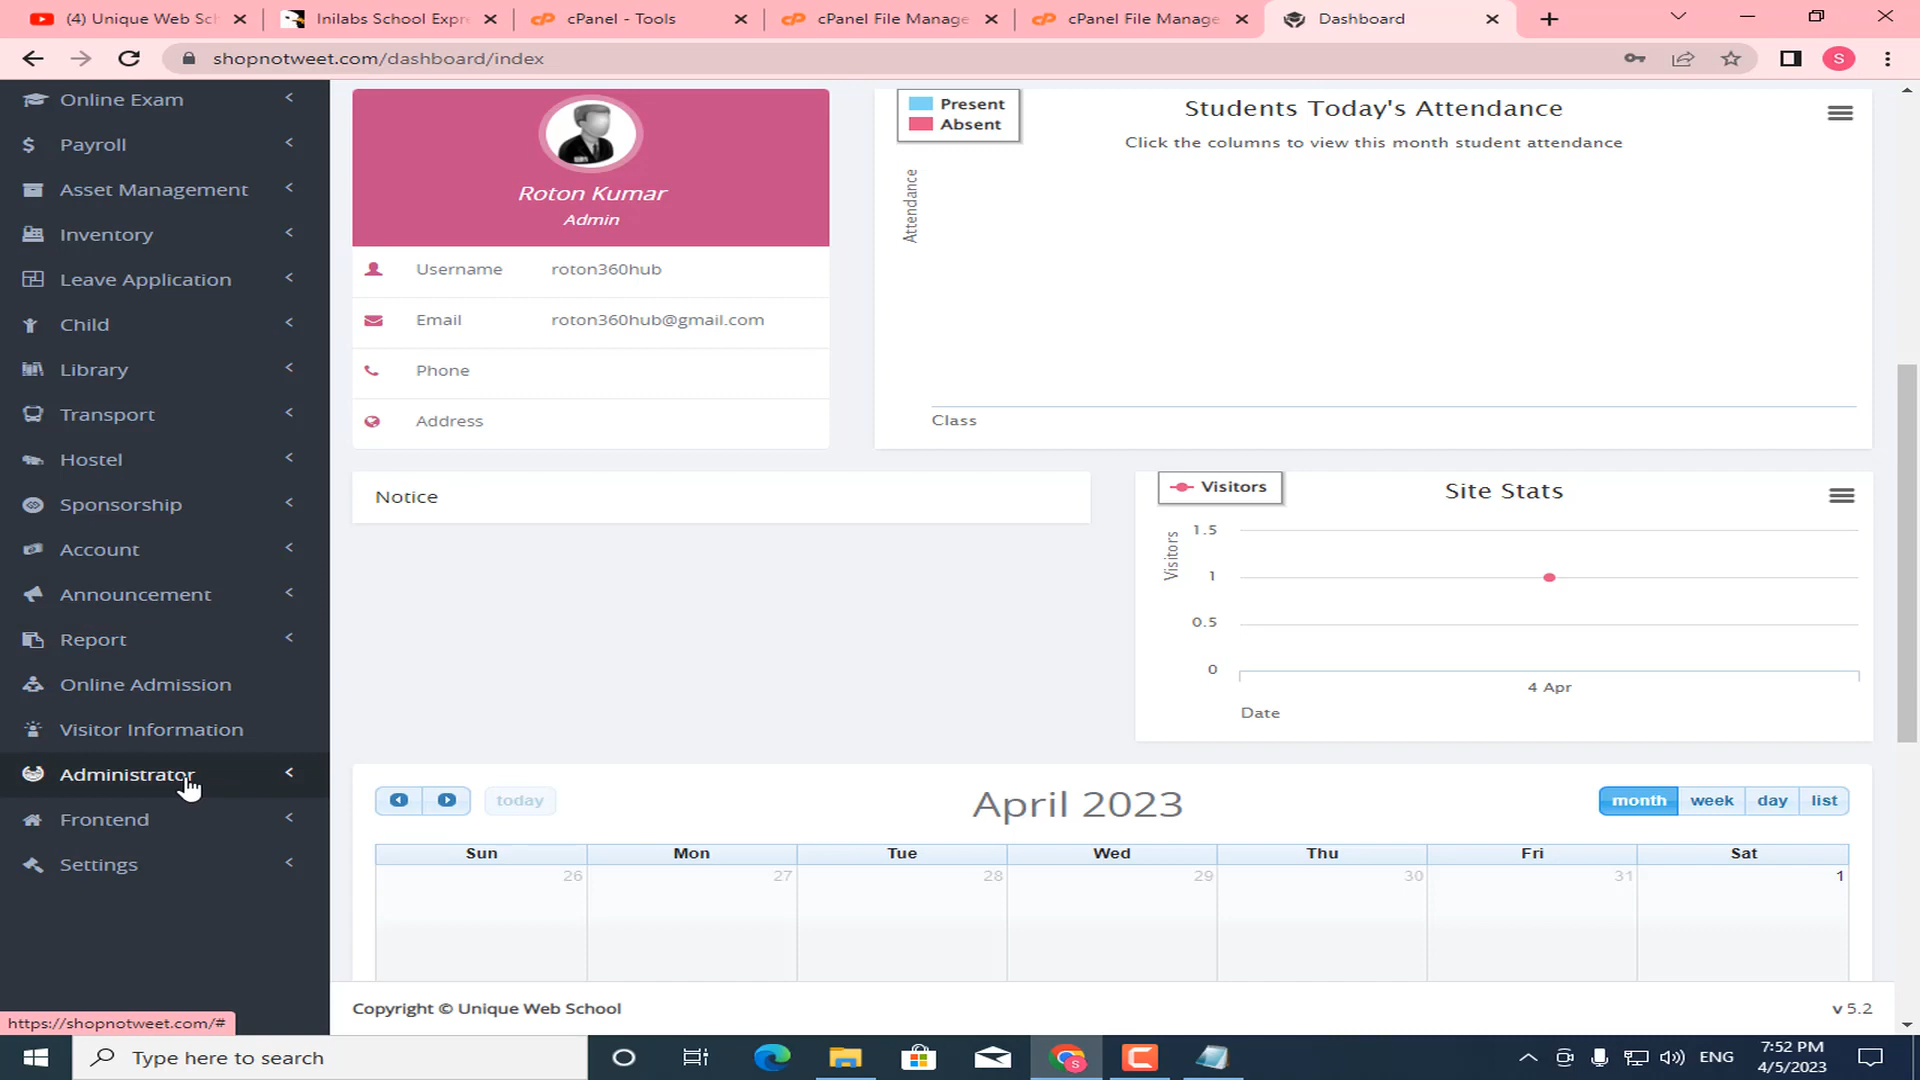 (4) Unique Web Sc
Inilabs School Expre
cPanel - Tools
cPanel File Manage
cPanel File Manage
Dashboard
shopnotweet.com/dashboard/index
S
Online Exam
Payroll
Asset Management
Inventory
Leave Application
Child
Library
Transport
Hostel
Sponsorship
Account
Announcement
Report
Online Admission
Visitor Information
Administrator
Frontend
Settings
https://shopnotweet.com/#
Roton Kumar
Admin
Username roton360hub
Email roton360hub@gmail.com
Phone
Address
Present
Absent
Students Today's Attendance
Click the columns to view this month student attendance
Attendance
Class
Notice
Visitors
Site Stats
Visitors
1.5
1
0.5
0
4 Apr
Date
today
April 2023
month week day list
Sun Mon Tue Wed Thu Fri Sat
26 27 28 29 30 31 1
Copyright © Unique Web School
v 5.2
Type here to search
ENG
7:52 PM
4/5/2023